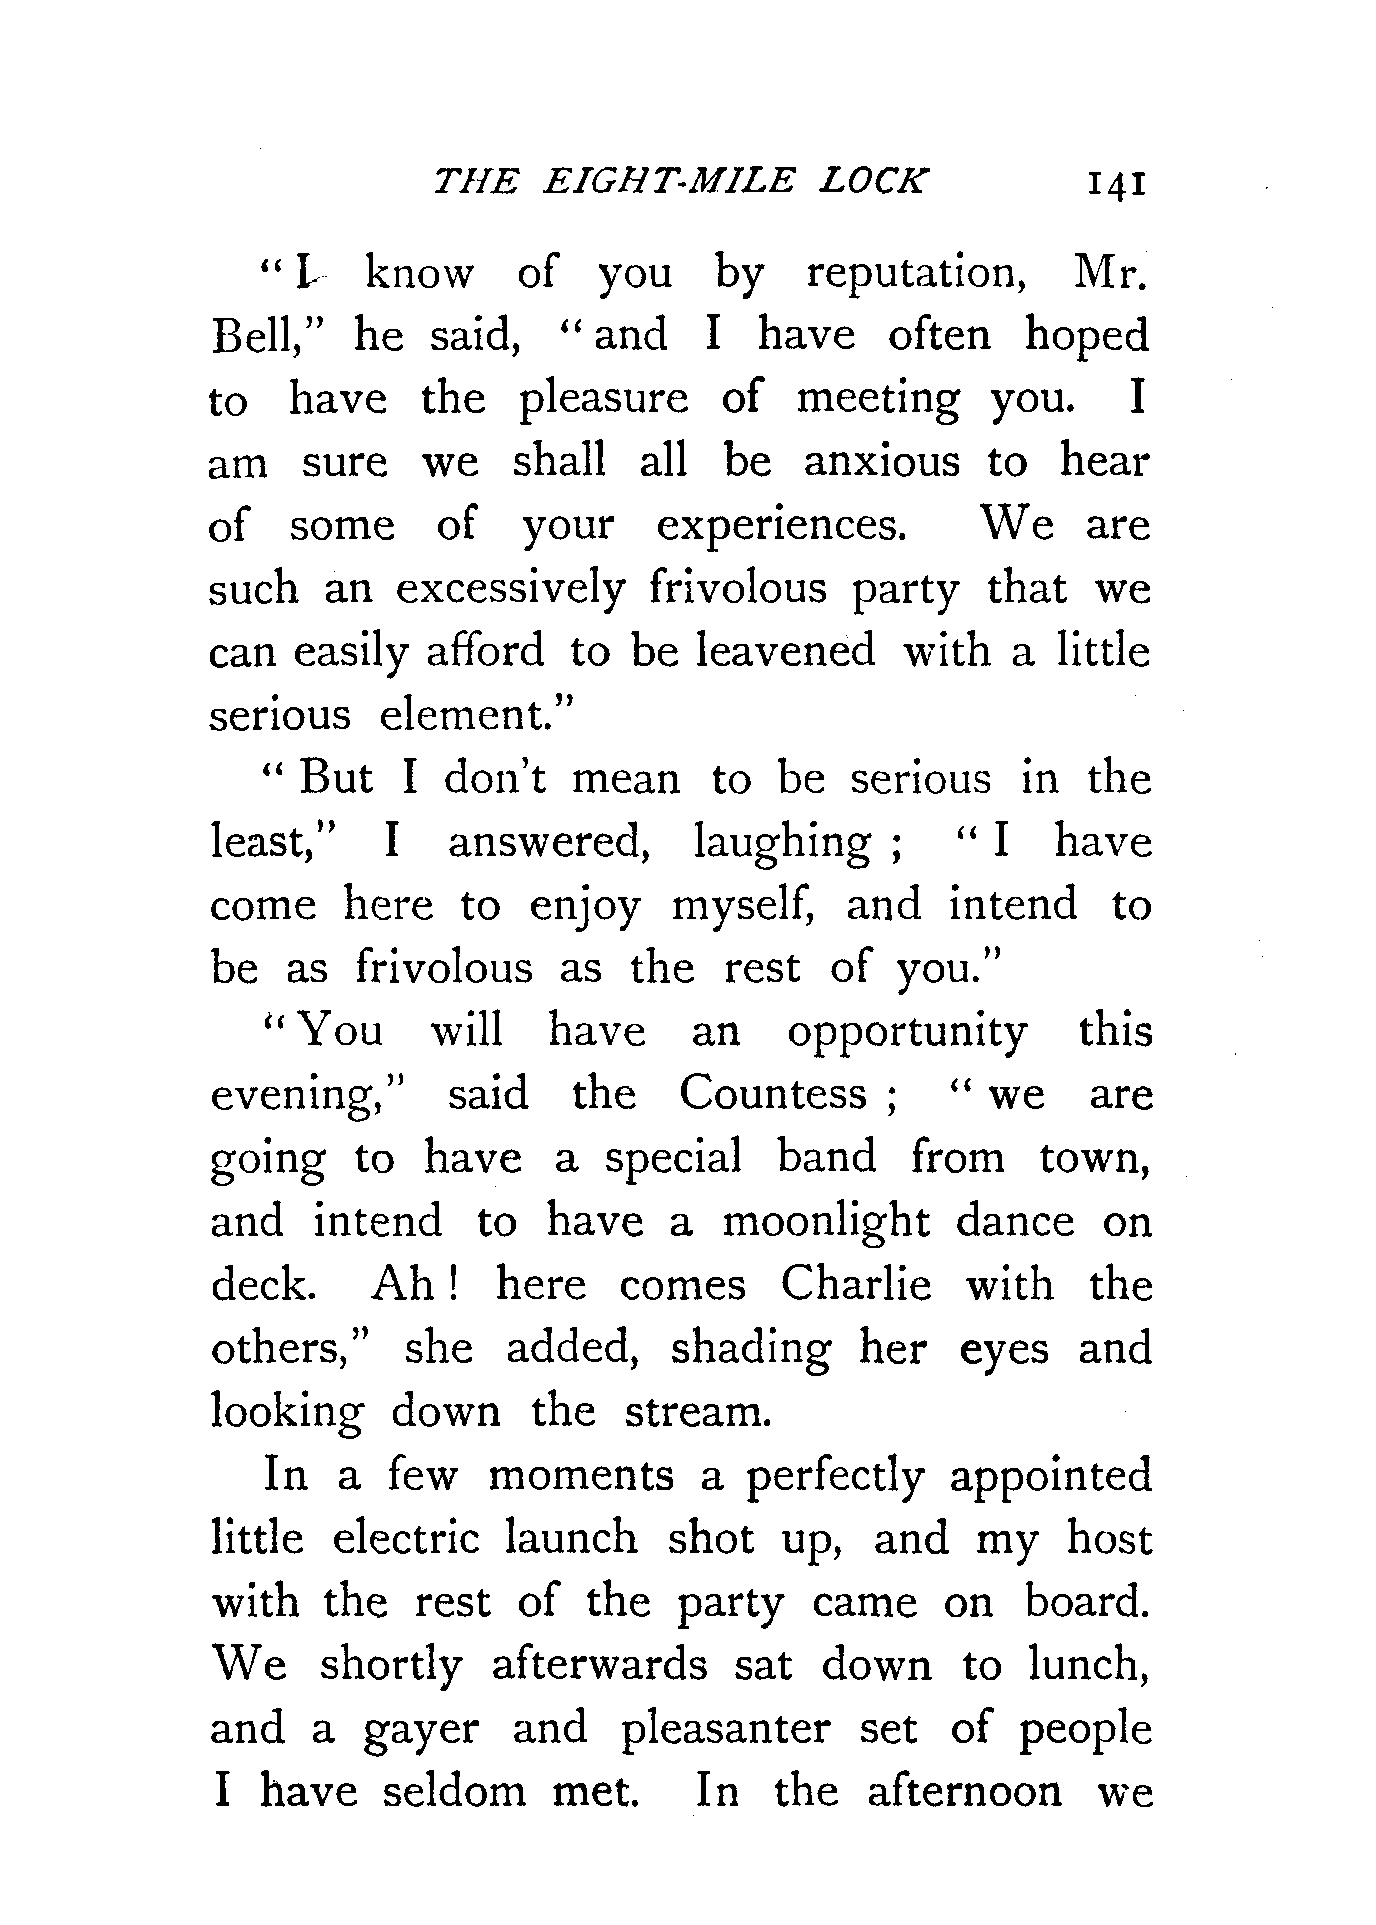 THE EIGHT-MILE LOCK 141
“ I know of you by reputation, Mr.
Bell,” he said, “ and I have often hoped
to have the pleasure of meeting you. I
am sure we shall all be anxious to hear
of some of your experiences. We are
such an excessively frivolous party that we
can easily afford to be leavened with a little
serious element.”
“ But I don’t mean to be serious in the
least,” I answered, laughing ; “ I have
come here to enjoy myself, and intend to
be as frivolous as the rest of you.”
“ You will have an opportunity this
evening,” said the Countess ; “ we are
going to have a special band from town,
and intend to have a moonlight dance on
deck. Ah ! here comes Charlie with the
others,” she added, shading her eyes and
looking down the stream.
In a few moments a perfectly appointed
little electric launch shot up, and my host
with the rest of the party came on board.
We shortly afterwards sat down to lunch,
and a gayer and pleasanter set of people
I have seldom met. In the afternoon we